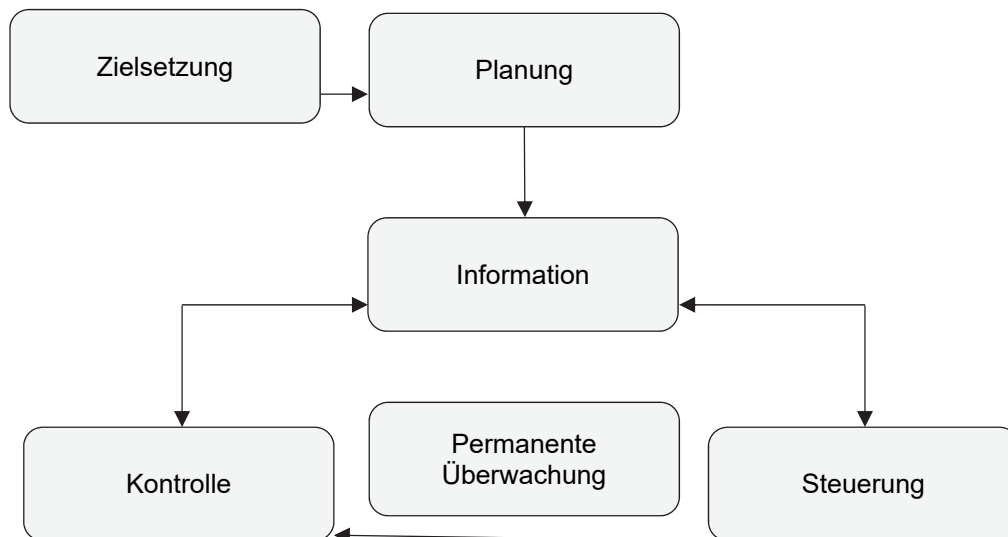 Zielsetzung
Planung
Information
Permanente
Überwachung
Kontrolle
Steuerung